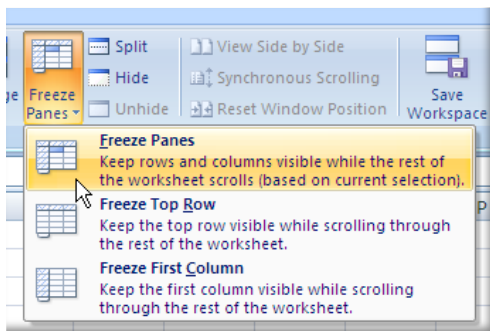 Split
View Side by Side
Hide
Synchronous Scrolling
Freeze
Panes
Unhide
Reset Window Position
Save
Workspace
Freeze Panes
Keep rows and columns visible while the rest of
the worksheet scrolls (based on current selection).
Freeze Top Row
Keep the top row visible while scrolling through
the rest of the worksheet.
Freeze First Column
Keep the first column visible while scrolling
through the rest of the worksheet.
P